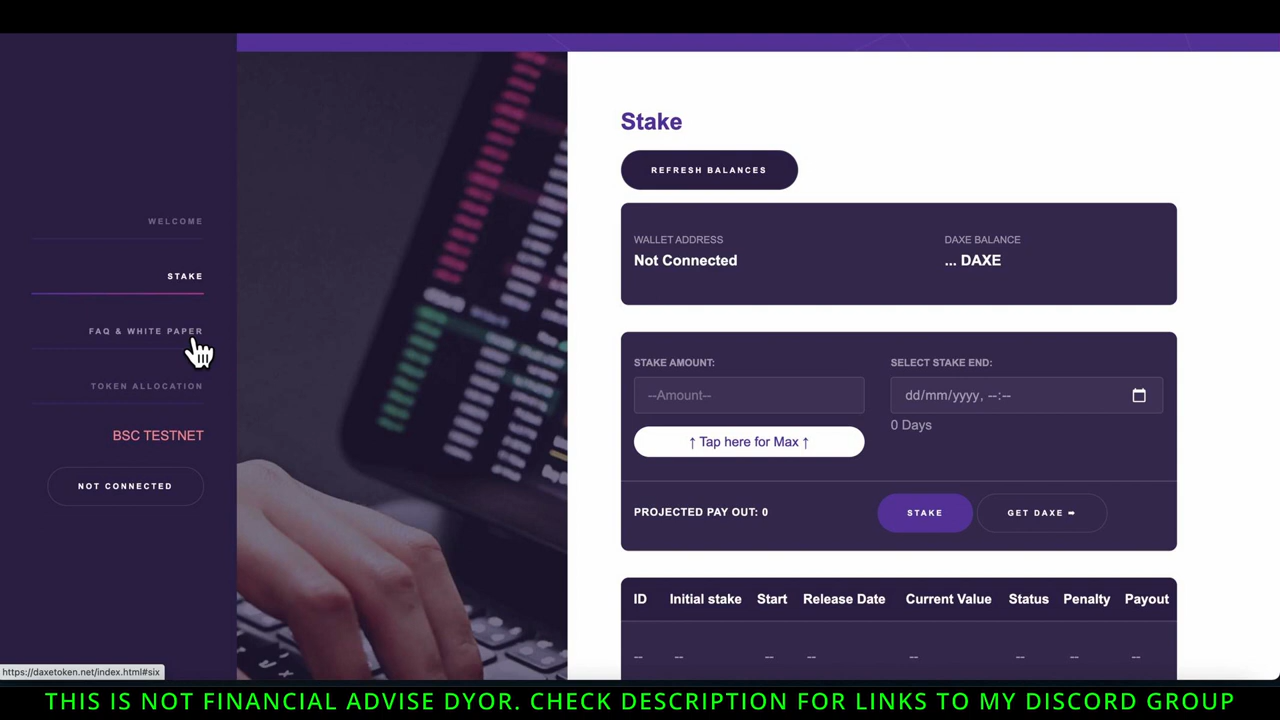 WELCOME
STAKE
FAQ & WHITE PAPER
TOKEN ALLOCATION
BSC TESTNET
NOT CONNECTED
Stake
REFRESH BALANCES
WALLET ADDRESS
DAXE BALANCE
Not Connected
... DAXE
STAKE AMOUNT:
SELECT STAKE END:
--Amount--
dd/mm/yyyy, --:--
0 Days
↑ Tap here for Max ↑
PROJECTED PAY OUT: 0
STAKE
GET DAXE ➡
ID Initial stake Start Release Date Current Value Status Penalty Payout
-- -- -- -- -- -- -- --
https://daxetoken.net/index.html#six
THIS IS NOT FINANCIAL ADVISE DYOR. CHECK DESCRIPTION FOR LINKS TO MY DISCORD GROUP